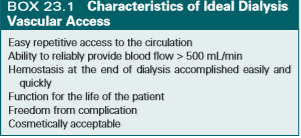 BOX 23.1 Characteristics of Ideal Dialysis
Vascular Access
Easy repetitive access to the circulation
Ability to reliably provide blood flow > 500 mL/min
Hemostasis at the end of dialysis accomplished easily and
quickly
Function for the life of the patient
Freedom from complication
Cosmetically acceptable